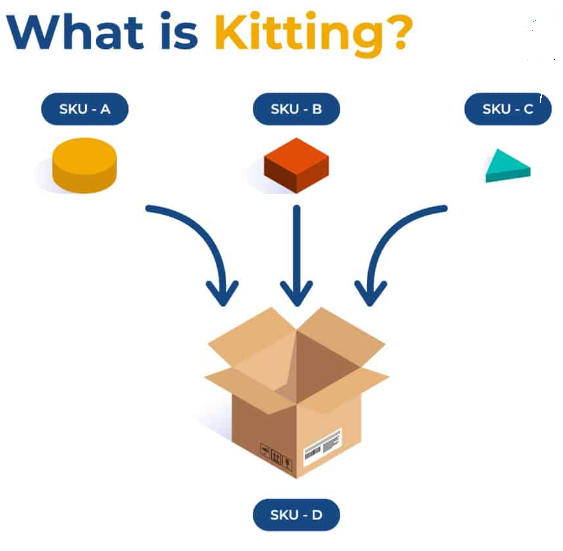 What is Kitting?
SKU - A
SKU - B
SKU - C
SKU - D